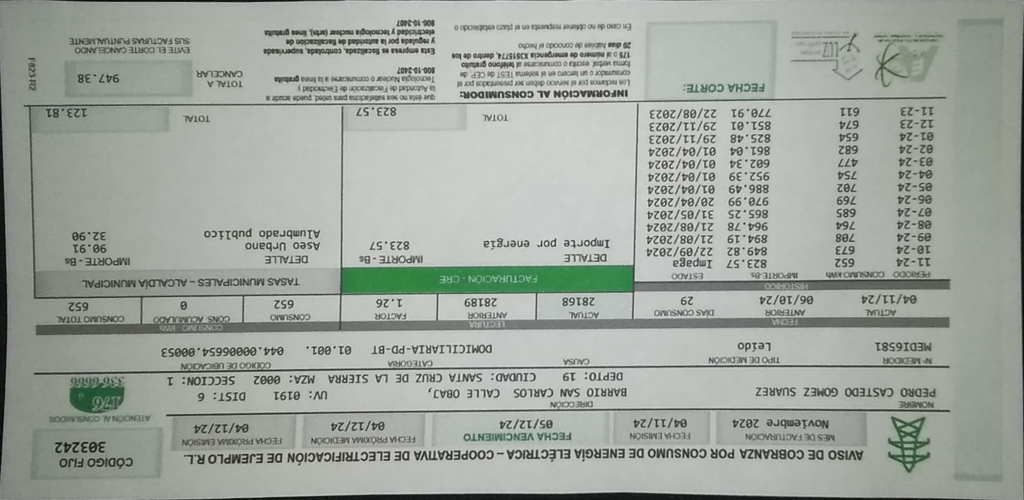 AVISO DE COBRANZA POR CONSUMO DE ENERGÍA ELÉCTRICA – COOPERATIVA DE ELECTRIFICACIÓN DE EJEMPLO R.L.
CÓDIGO FIJO
303242
MES DE FACTURACIÓN
Noviembre 2024
FECHA EMISIÓN
04/11/24
FECHA VENCIMIENTO
05/12/24
FECHA PRÓXIMA MEDICIÓN
04/12/24
FECHA PRÓXIMA EMISIÓN
04/12/24
ATENCIÓN AL CONSUMIDOR
176
336 6666
NOMBRE
PEDRO CASTEDO GOMEZ SUAREZ
DIRECCIÓN
BARRIO SAN CARLOS CALLE, OBAJ UV: 0191 DIST: 6
DEPTO: 19 CIUDAD: SANTA CRUZ DE LA SIERRA MZA: 0002 SECCION: 1
Nº MEDIDOR TIPO DE MEDICIÓN CAUSA CATEGORÍA CÓDIGO DE UBICACIÓN
MEDI6581 Leído DOMICILIARIA-PD-BT 01.001. 044.000006654.00053
FECHA
ACTUAL ANTERIOR DÍAS CONSUMO
04/11/24 06/10/24 29
LECTURA
ACTUAL ANTERIOR FACTOR
28168 28189 1.26
CONSUMO - kWh
CONSUMO CONS ACUMULADO CONSUMO TOTAL
652 0 652
HISTÓRICO
PERIODO CONSUMO-kWh IMPORTE-Bs ESTADO
11-24 652 823.57 Impaga
10-24 673 849.82 22/09/2024
09-24 708 894.19 21/08/2024
08-24 764 964.78 21/08/2024
07-24 685 865.25 31/05/2024
06-24 769 970.99 20/04/2024
05-24 702 886.49 01/04/2024
04-24 754 952.39 01/04/2024
03-24 477 602.34 01/04/2024
02-24 682 861.04 01/04/2024
01-24 654 825.48 29/11/2023
12-23 674 851.01 29/11/2023
11-23 611 770.91 22/08/2023
FACTURACIÓN - CRE
DETALLE IMPORTE - Bs
Importe por energía 823.57
TOTAL 823.57
TASAS MUNICIPALES – ALCALDÍA MUNICIPAL
DETALLE IMPORTE - Bs
Aseo Urbano 90.91
Alumbrado publico 32.90
TOTAL 123.81
FECHA CORTE:
INFORMACIÓN AL CONSUMIDOR:
Los reclamos por el servicio deben ser presentados por el
consumidor o un tercero en el sistema TEST de CEP, de
forma verbal, escrita o comunicarse al teléfono gratuito
175 o al número de emergencia X3515774, dentro de los
20 días hábiles de conocido el hecho
En caso de no obtener respuesta en el plazo establecido o
que esta no sea satisfactoria para usted, puede acudir a
la Autoridad de Fiscalización de Electricidad y
Tecnología Nuclear o comunicarse a la línea gratuita
800-10-2407
Esta empresa es fiscalizada, controlada, supervisada
y regulada por la autoridad de fiscalización de
electricidad y tecnología nuclear (aetn), línea gratuita
800-10-2407
TOTAL A
CANCELAR
947.38
EVITE EL CORTE CANCELANDO
SUS FACTURAS PUNTUALMENTE
F823-R2